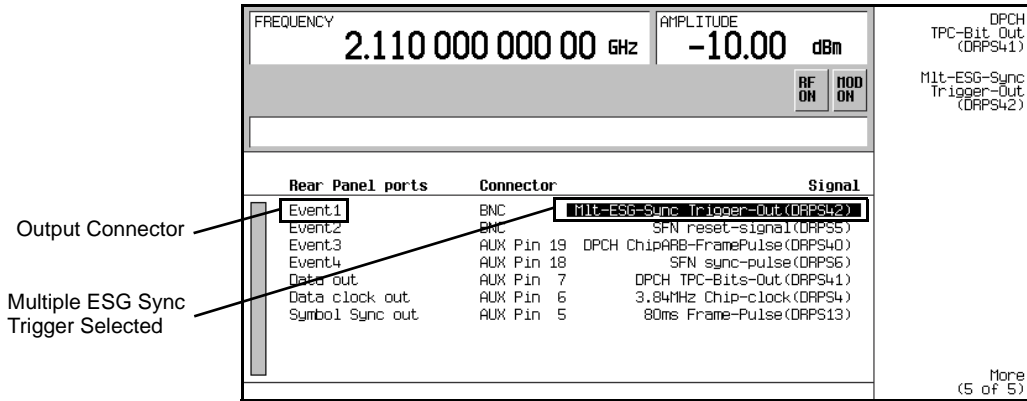 FREQUENCY
2.110 000 000 00 GHz
AMPLITUDE
-10.00 dBm
RF ON
MOD ON
DPCH
TPC-Bit Out
(DRPS41)
Mlt-ESG-Sync
Trigger-Out
(DRPS42)
Rear Panel ports Connector Signal
Event1 BNC Mlt-ESG-Sync Trigger-Out(DRPS42)
Event2 BNC SFN reset-signal(DRPS5)
Event3 AUX Pin 19 DPCH ChipARB-FramePulse(DRPS40)
Event4 AUX Pin 18 SFN sync-pulse(DRPS6)
Data out AUX Pin 7 DPCH TPC-Bits-Out(DRPS41)
Data clock out AUX Pin 6 3.84MHz Chip-clock(DRPS4)
Symbol Sync out AUX Pin 5 80ms Frame-Pulse(DRPS13)
Output Connector
Multiple ESG Sync
Trigger Selected
More
(5 of 5)